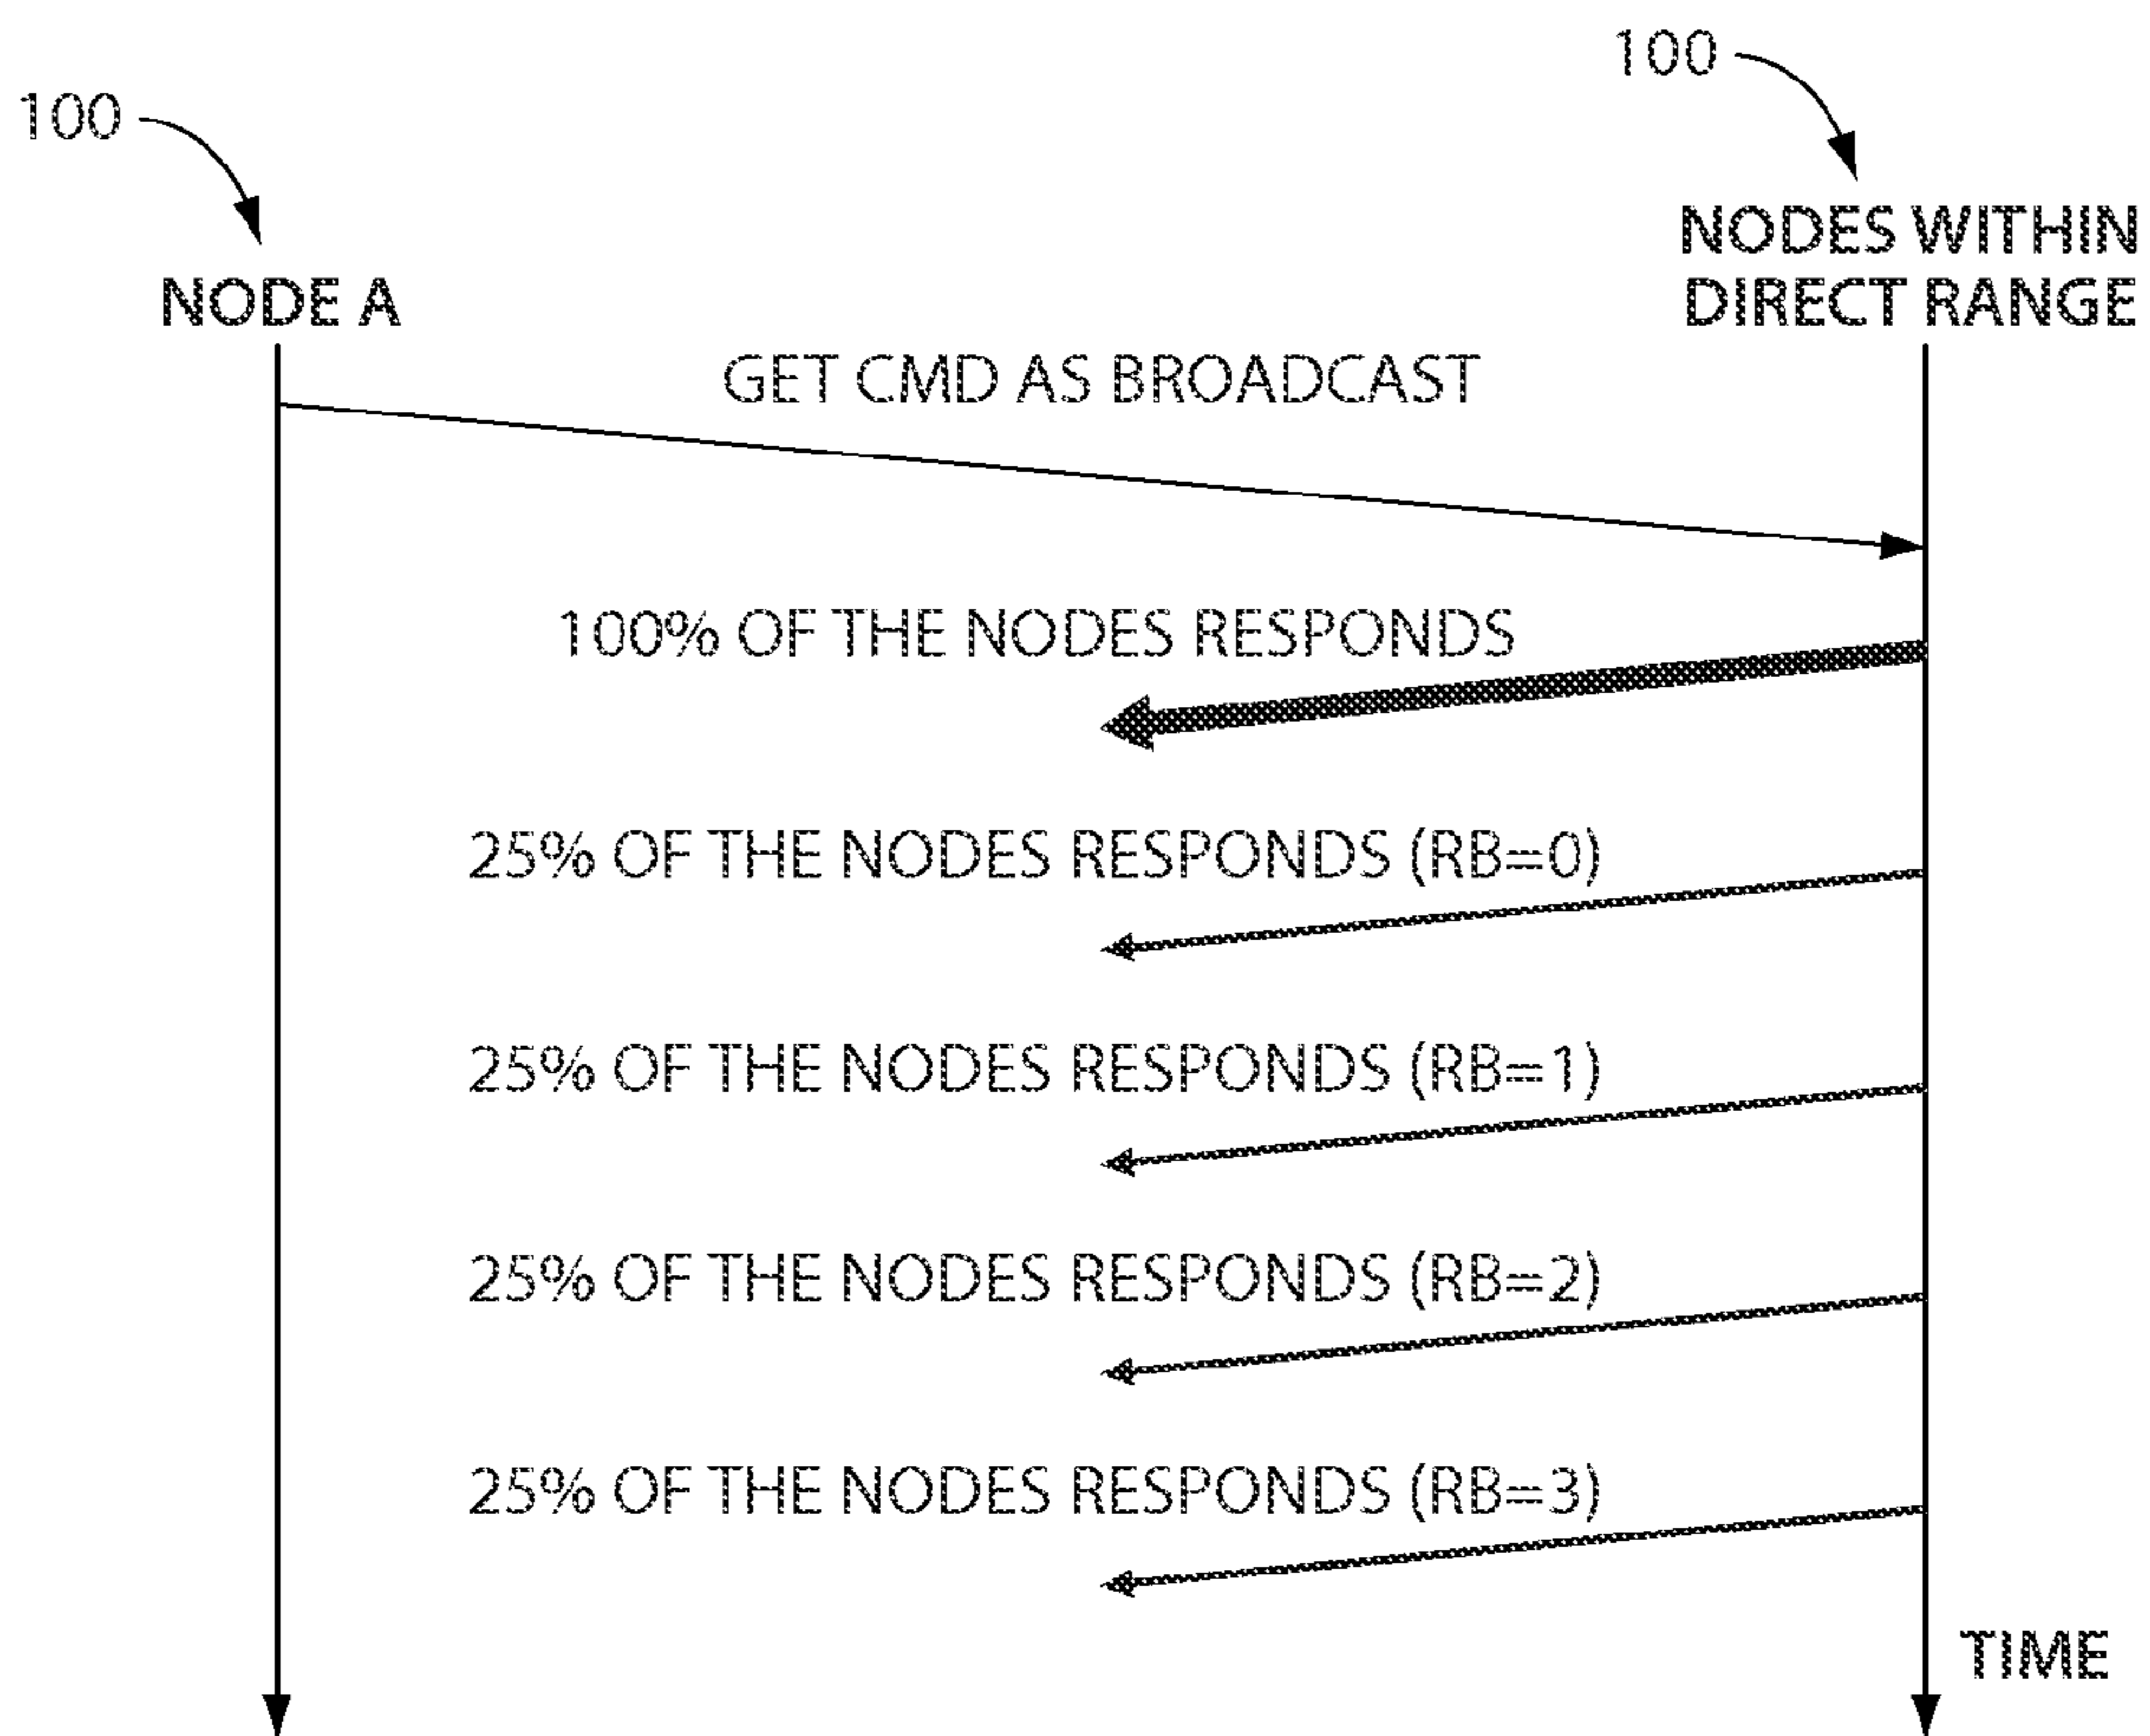 100
100
NODE A
NODES WITHIN
DIRECT RANGE
GET CMD AS BROADCAST
100% OF THE NODES RESPONDS
25% OF THE NODES RESPONDS (RB=0)
25% OF THE NODES RESPONDS (RB=1)
25% OF THE NODES RESPONDS (RB=2)
25% OF THE NODES RESPONDS (RB=3)
TIME